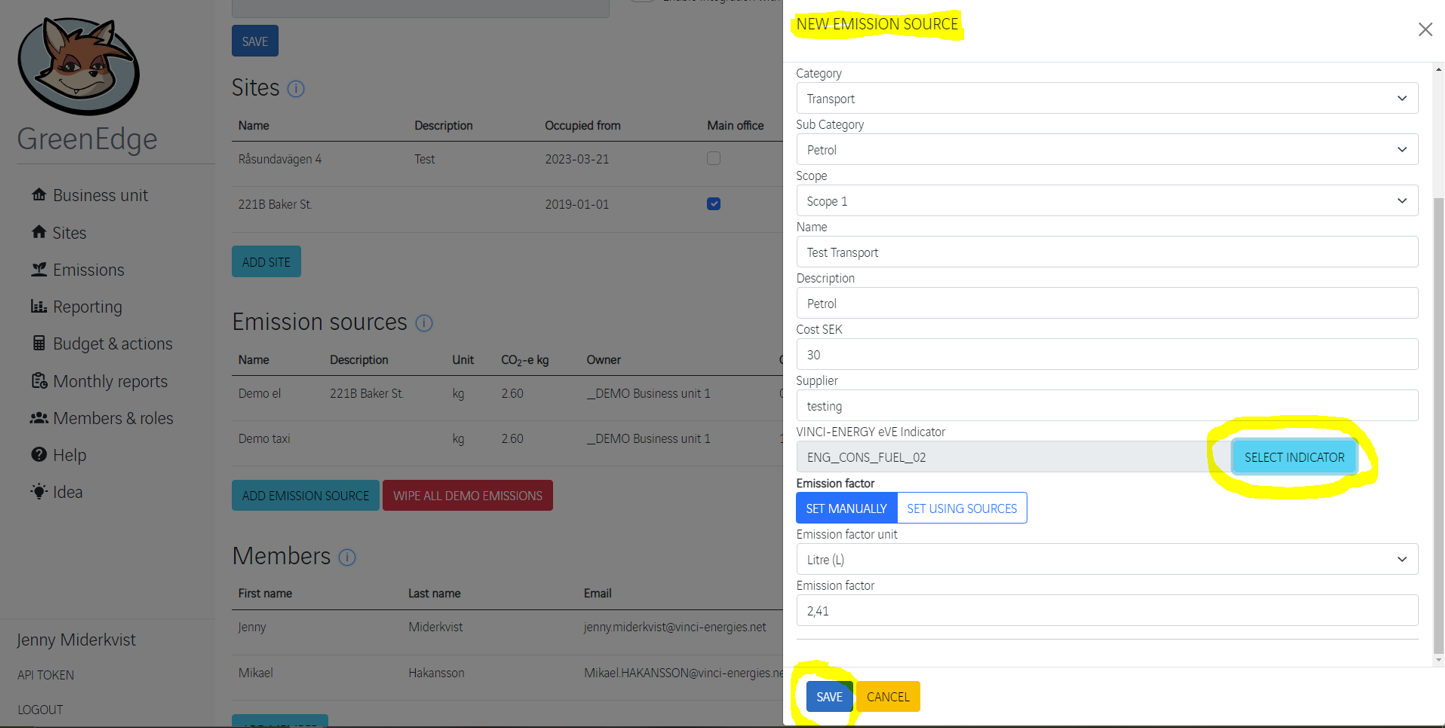 GreenEdge
Business unit
Sites
Emissions
Reporting
Budget & actions
Monthly reports
Members & roles
Help
Idea
Jenny Miderkvist
API TOKEN
LOGOUT
SAVE
Sites
Name Description Occupied from Main office
Råsundavägen 4 Test 2023-03-21
221B Baker St. 2019-01-01
ADD SITE
Emission sources
Name Description Unit CO₂-e kg Owner
Demo el 221B Baker St. kg 2.60 __DEMO Business unit 1
Demo taxi kg 2.60 __DEMO Business unit 1
ADD EMISSION SOURCE WIPE ALL DEMO EMISSIONS
Members
First name Last name Email
Jenny Miderkvist jenny.miderkvist@vinci-energies.net
Mikael Hakansson Mikael.HAKANSSON@vinci-energies.ne
NEW EMISSION SOURCE
Category
Transport
Sub Category
Petrol
Scope
Scope 1
Name
Test Transport
Description
Petrol
Cost SEK
30
Supplier
testing
VINCI-ENERGY eVE Indicator
ENG_CONS_FUEL_02 SELECT INDICATOR
Emission factor
SET MANUALLY SET USING SOURCES
Emission factor unit
Litre (L)
Emission factor
2,41
SAVE CANCEL